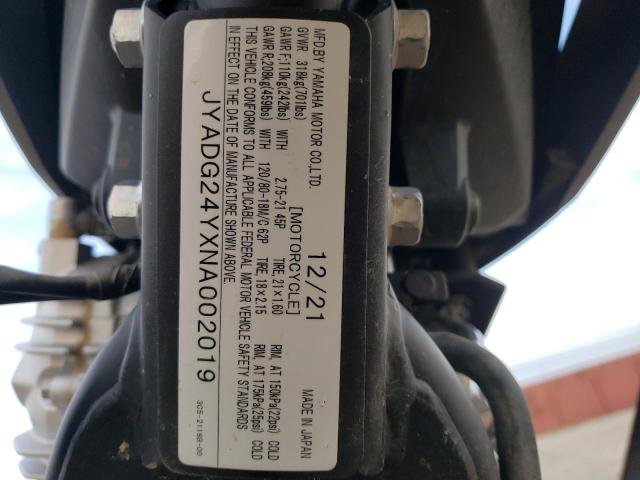 MFD.BY YAMAHA MOTOR CO.,LTD. 12/21
GVWR 318kg(701lbs) [MOTORCYCLE] MADE IN JAPAN
GAWR F:110kg(242lbs) WITH 2.75-21 45P TIRE, 21×1.60 RIM, AT 150kPa(22psi) COLD
GAWR R:208kg(459lbs) WITH 120/80-18M/C 62P TIRE, 18×2.15 RIM, AT 175kPa(25psi) COLD
THIS VEHICLE CONFORMS TO ALL APPLICABLE FEDERAL MOTOR VEHICLE SAFETY STANDARDS
IN EFFECT ON THE DATE OF MANUFACTURE SHOWN ABOVE.
JYADG24YXNA002019
3C5-21189-00